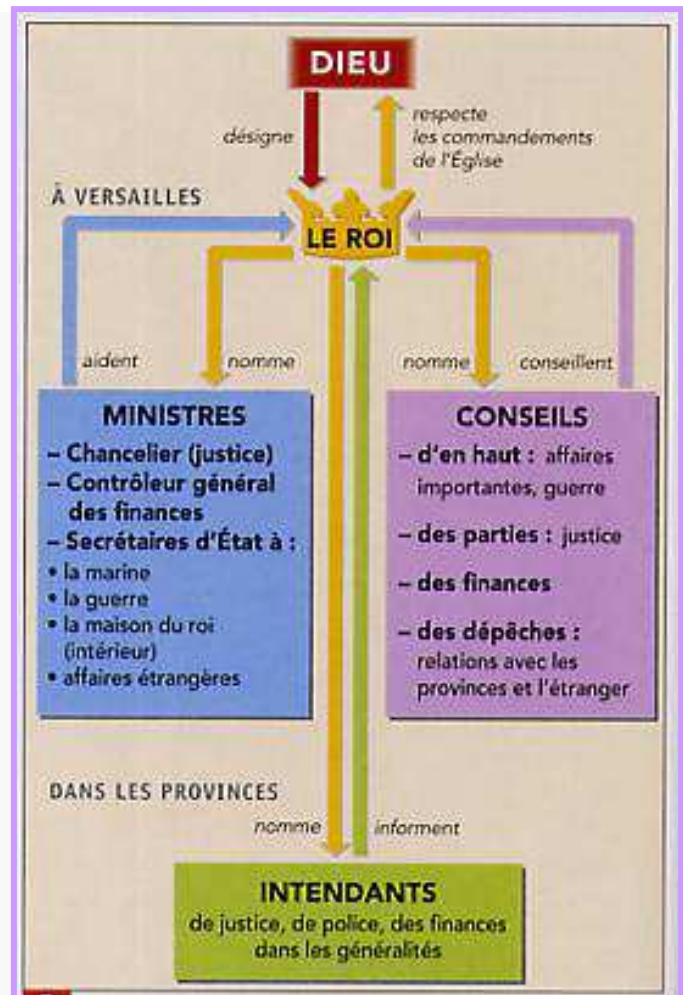 DIEU
désigne
respecte
les commandements
de l'Église
À VERSAILLES
LE ROI
aident
nomme
nomme
conseillent
MINISTRES
– Chancelier (justice)
– Contrôleur général
des finances
– Secrétaires d'État à :
• la marine
• la guerre
• la maison du roi
(intérieur)
• affaires étrangères
CONSEILS
– d'en haut : affaires
importantes, guerre
– des parties : justice
– des finances
– des dépêches :
relations avec les
provinces et l'étranger
DANS LES PROVINCES
nomme
informent
INTENDANTS
de justice, de police, des finances
dans les généralités